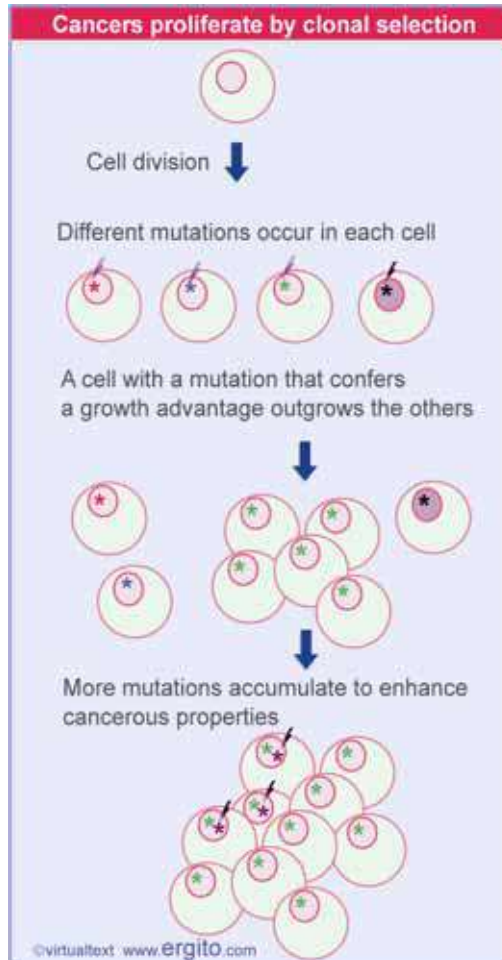 Cancers proliferate by clonal selection
Cell division
Different mutations occur in each cell
A cell with a mutation that confers
a growth advantage outgrows the others
More mutations accumulate to enhance
cancerous properties
©virtualtext www.ergito.com